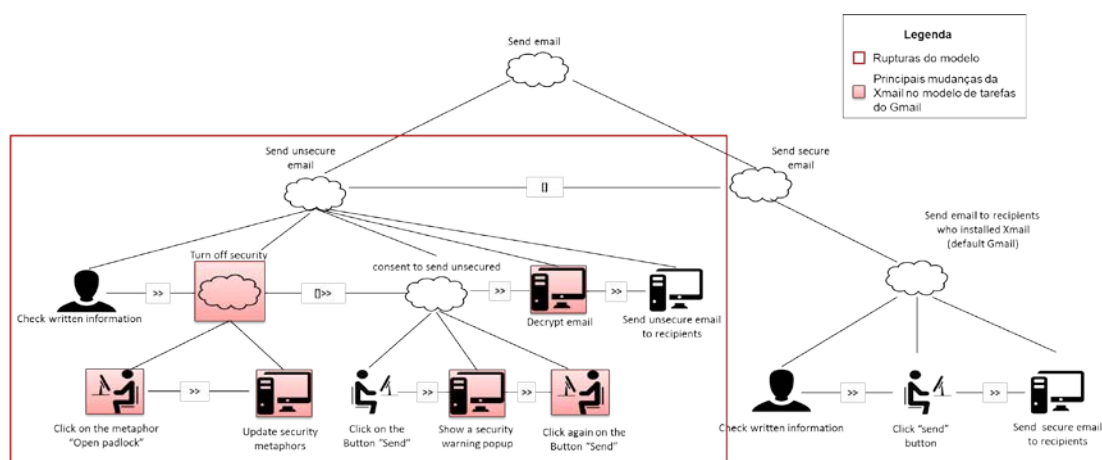 Send email
Legenda
Rupturas do modelo
Principais mudanças da
Xmail no modelo de tarefas
do Gmail
Send unsecure
email
Send secure
email
[]
Send email to recipients
who installed Xmail
(default Gmail)
Turn off security
consent to send unsecured
>>
[]>>
>>
>>
Check written information
Decrypt email
Send unsecure email
to recipients
>>
>>
>>
>>
>>
Click on the metaphor
"Open padlock"
Update security
metaphors
Click on the
Button "Send"
Show a security
warning popup
Click again on the
Button "Send"
Check written information
Click "send"
button
Send secure email
to recipients